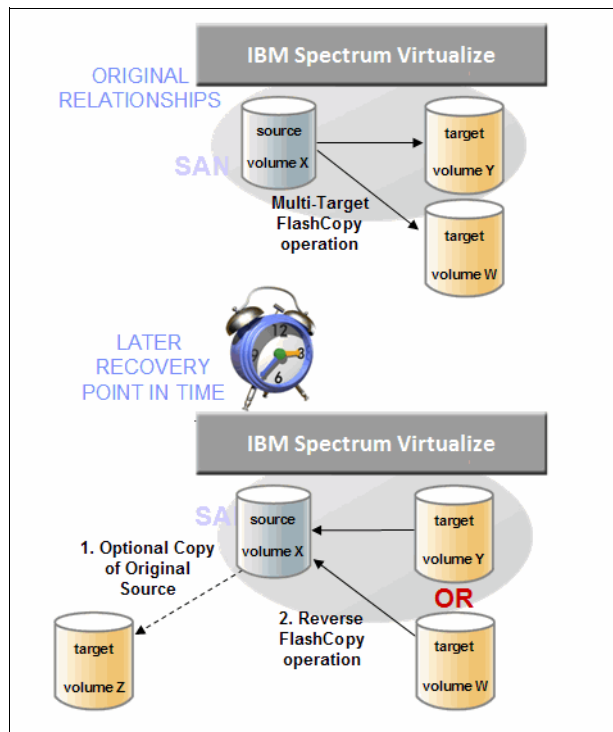 IBM Spectrum Virtualize
ORIGINAL
RELATIONSHIPS
SAN
source
volume X
target
volume Y
Multi-Target
FlashCopy
operation
target
volume W
LATER
RECOVERY
POINT IN TIME
12
3
6
9
IBM Spectrum Virtualize
SA
source
volume X
target
volume Y
1. Optional Copy
of Original
Source
OR
2. Reverse
FlashCopy
operation
target
volume W
target
volume Z